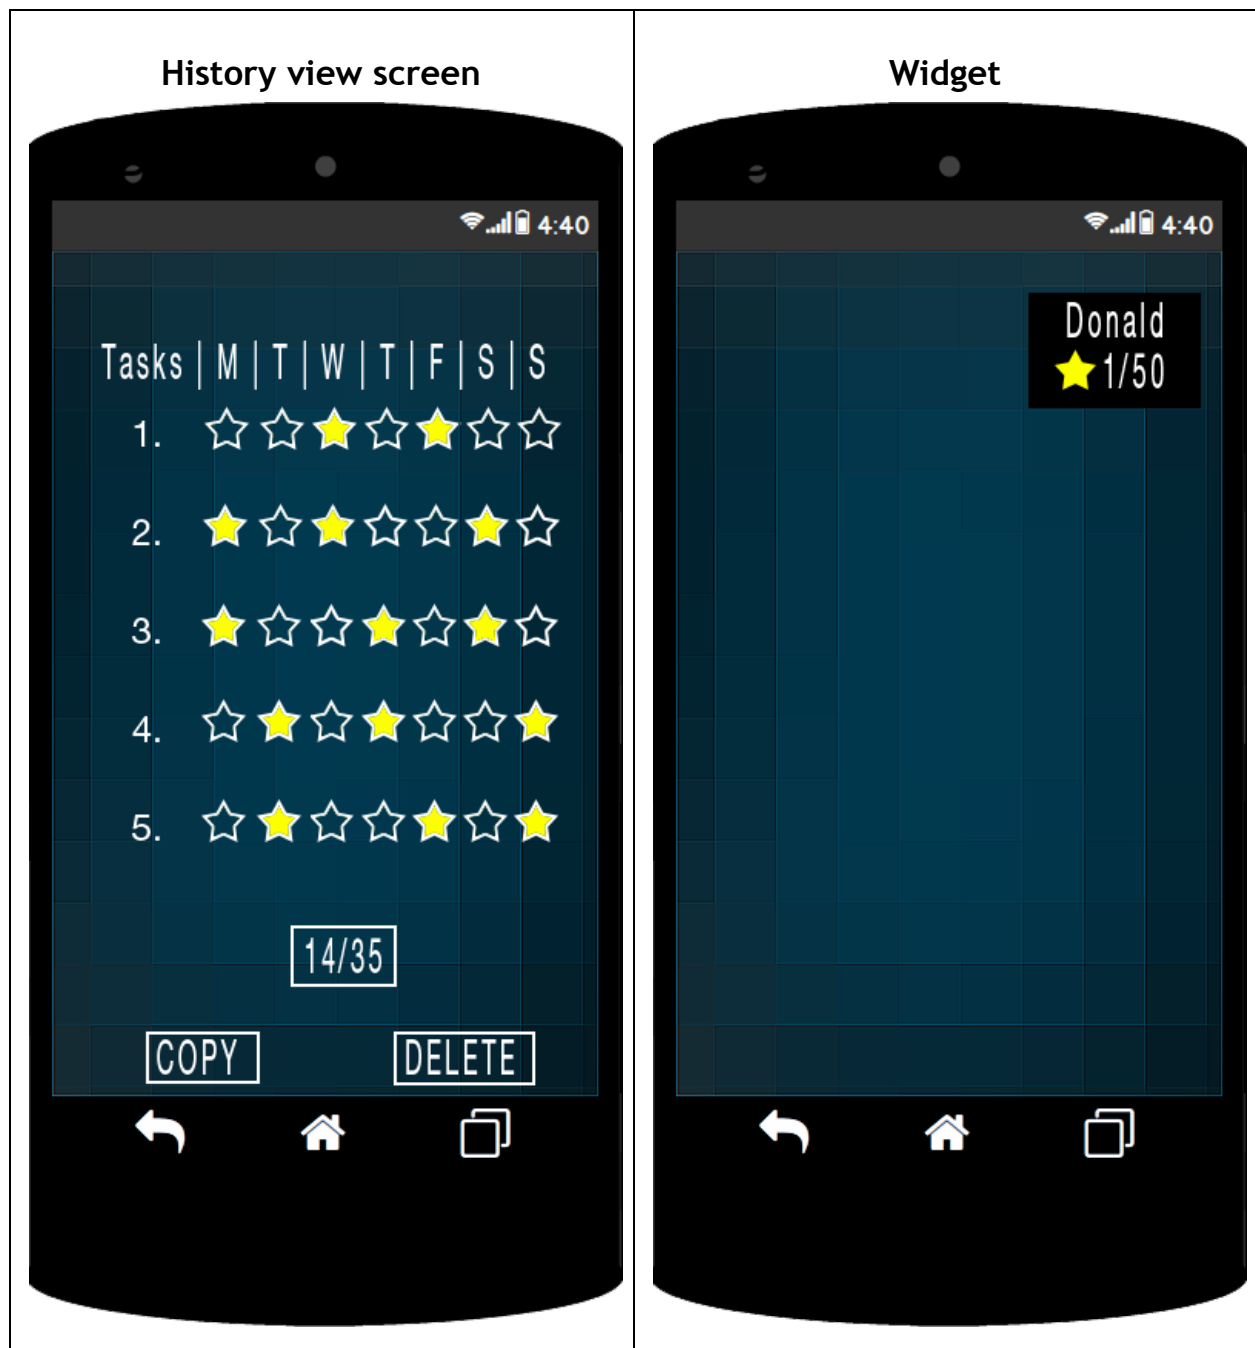 History view screen
4:40
Tasks | M | T | W | T | F | S | S
1.
2.
3.
4.
5.
14/35
COPY
DELETE
Widget
4:40
Donald
1/50